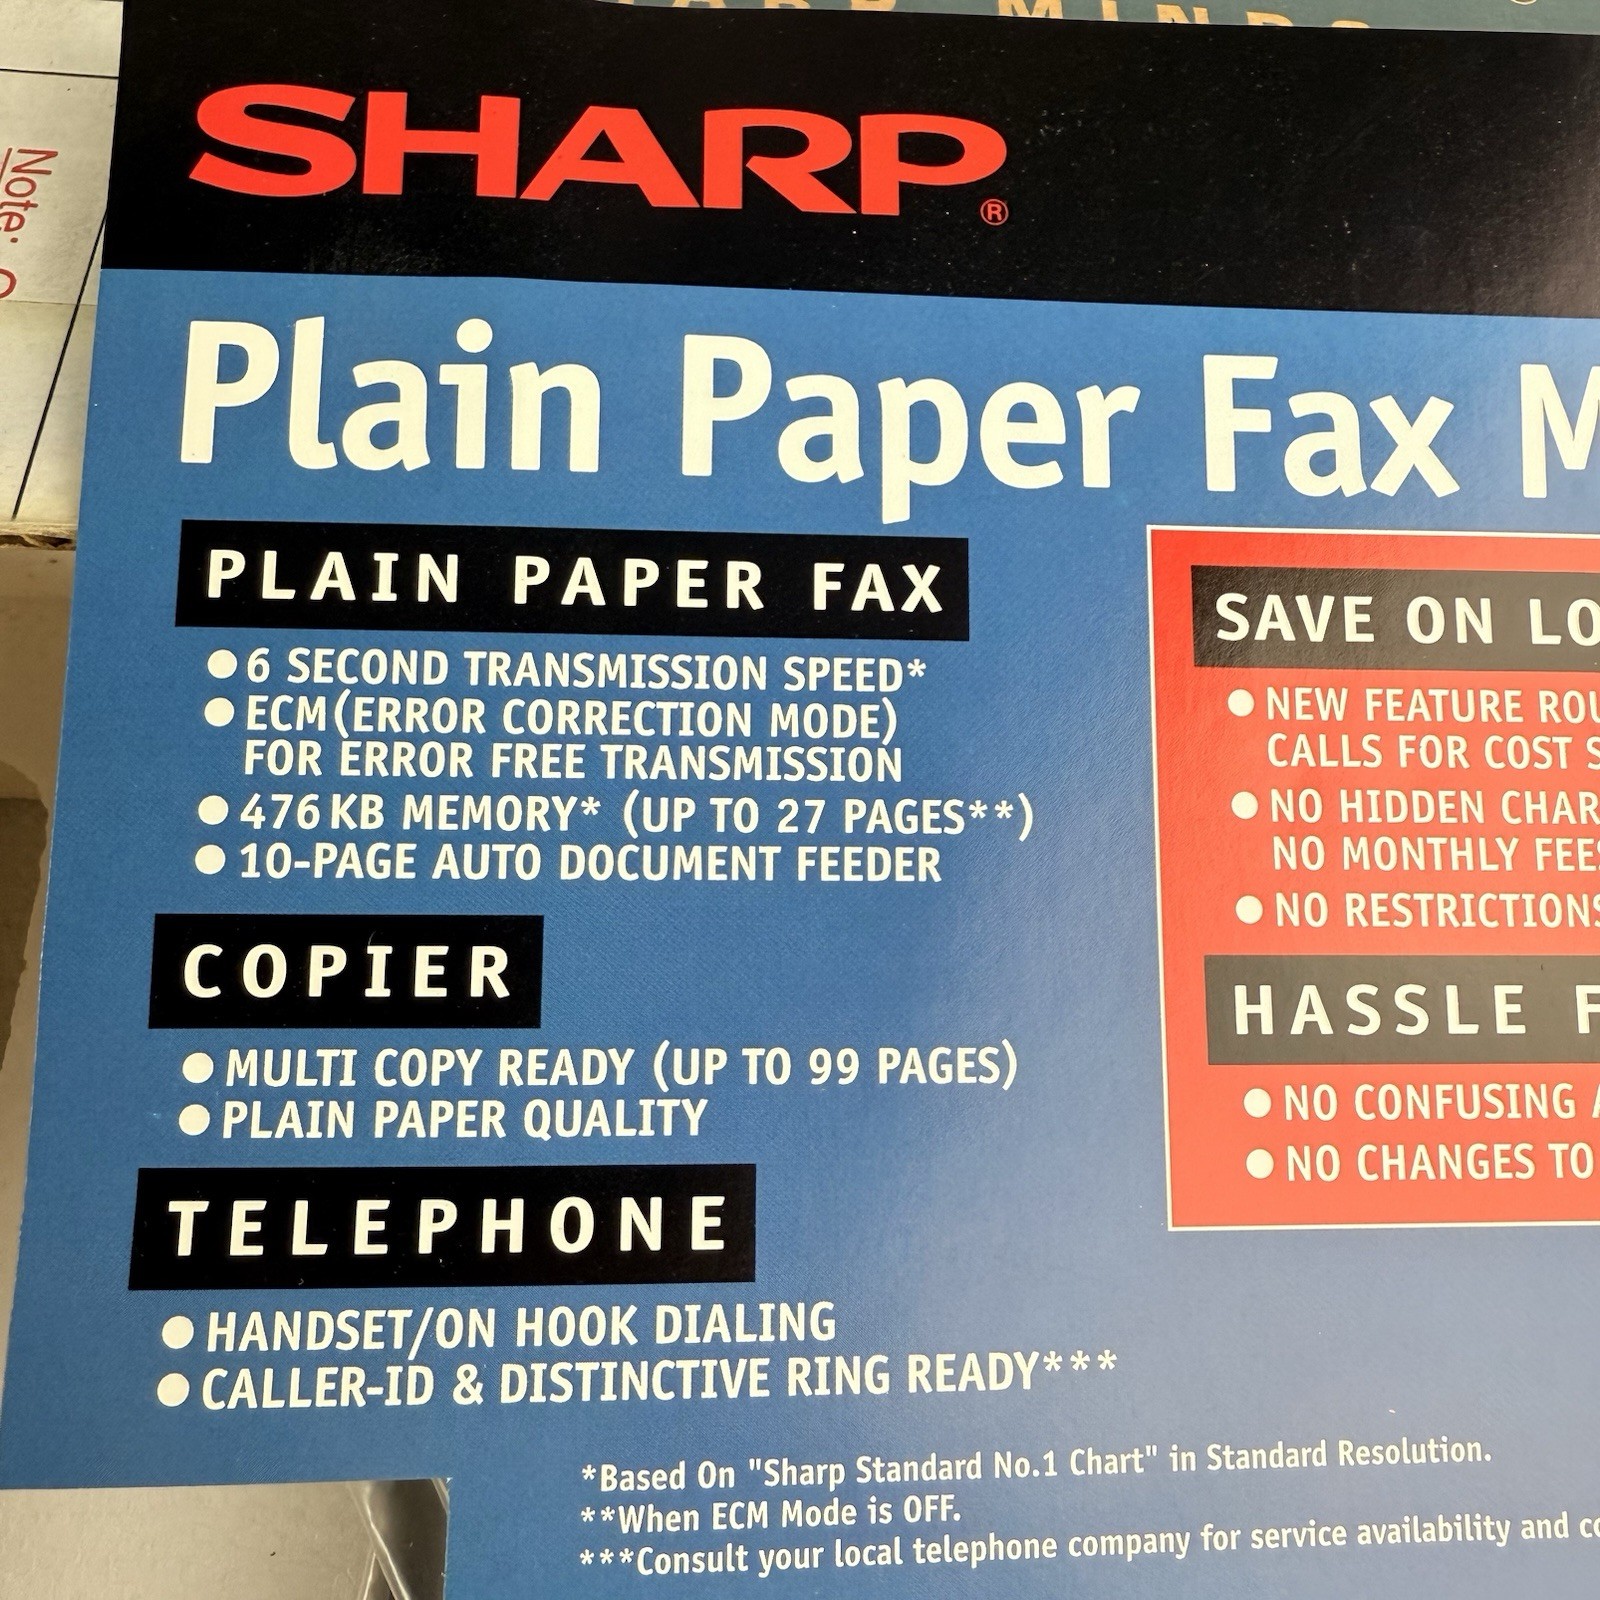 SHARP®
Plain Paper Fax
PLAIN PAPER FAX
●6 SECOND TRANSMISSION SPEED*
●ECM(ERROR CORRECTION MODE)
FOR ERROR FREE TRANSMISSION
●476KB MEMORY* (UP TO 27 PAGES**)
●10-PAGE AUTO DOCUMENT FEEDER
COPIER
●MULTI COPY READY (UP TO 99 PAGES)
●PLAIN PAPER QUALITY
TELEPHONE
●HANDSET/ON HOOK DIALING
●CALLER-ID & DISTINCTIVE RING READY***
SAVE ON
●NEW FEATURE
CALLS FOR COST
●NO HIDDEN
NO MONTHLY
●NO RESTRICTIONS
HASSLE
●NO CONFUSING
●NO CHANGES TO
*Based On "Sharp Standard No.1 Chart" in Standard Resolution.
**When ECM Mode is OFF.
***Consult your local telephone company for service availability and
Note: